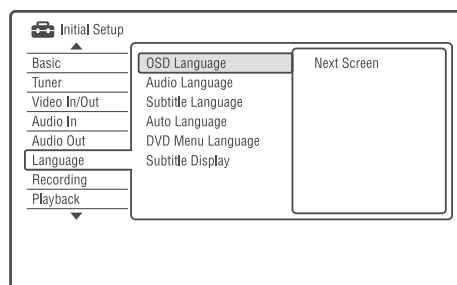 Initial Setup
Basic
Tuner
Video In/Out
Audio In
Audio Out
Language
Recording
Playback
OSD Language
Audio Language
Subtitle Language
Auto Language
DVD Menu Language
Subtitle Display
Next Screen